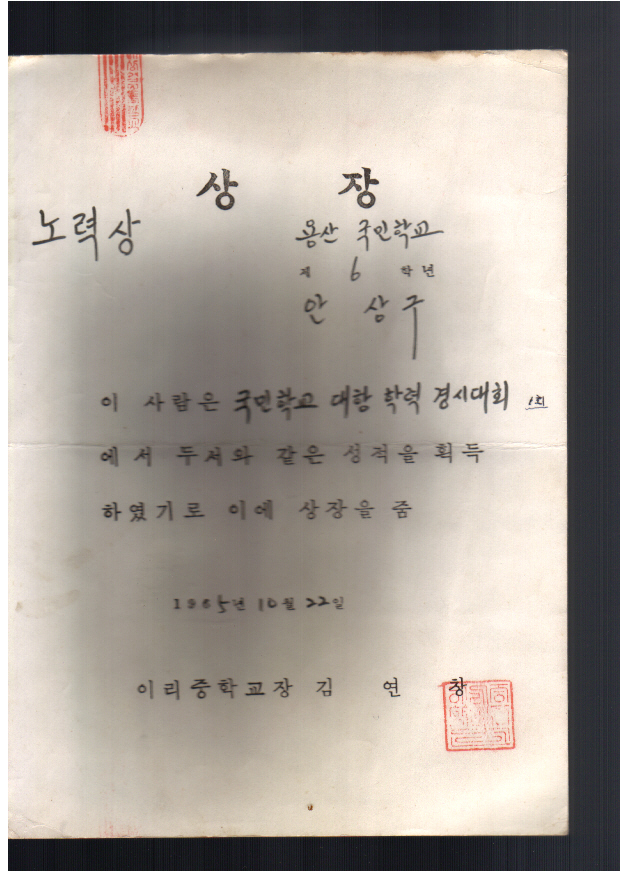 상 장
노력상
용산 국민학교
제 6 학년
안 상 구
이 사람은 국민학교 대항 학력 경시대회
에서 두서와 같은 성적을 획득
하였기로 이에 상장을 줌
1965년 10월 22일
이리중학교장 김 연 창